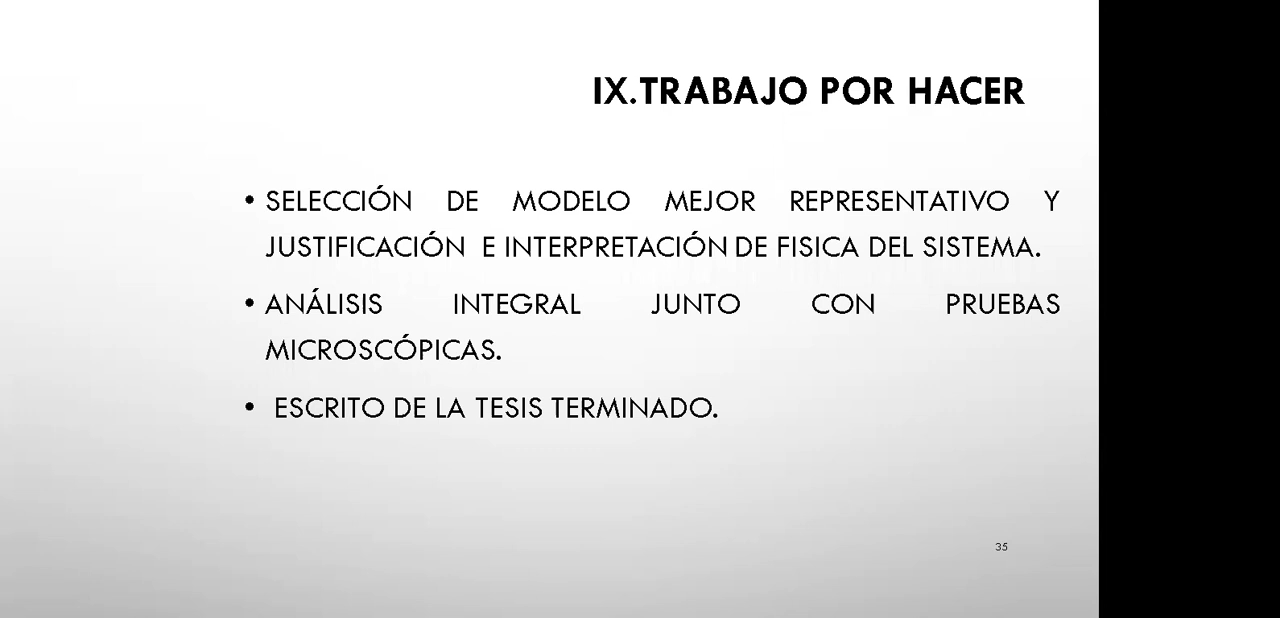 IX.TRABAJO POR HACER
• SELECCIÓN DE MODELO MEJOR REPRESENTATIVO Y
JUSTIFICACIÓN E INTERPRETACIÓN DE FISICA DEL SISTEMA.
• ANÁLISIS INTEGRAL JUNTO CON PRUEBAS
MICROSCÓPICAS.
• ESCRITO DE LA TESIS TERMINADO.
35